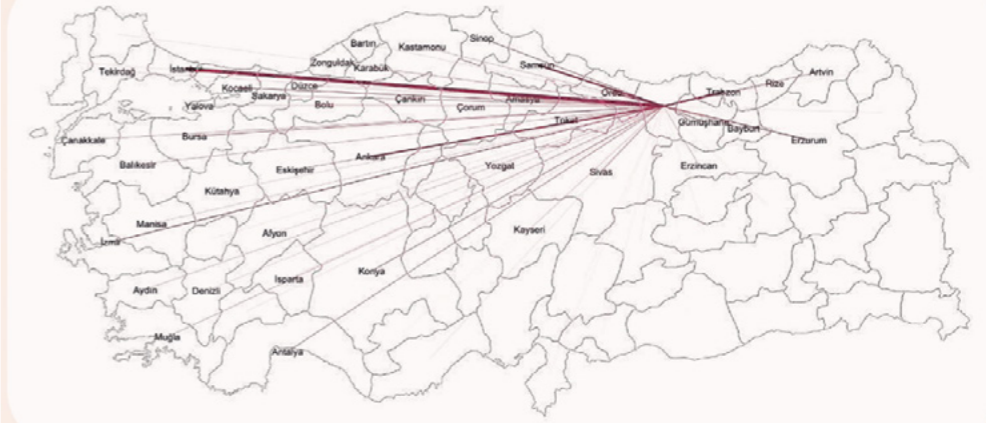 Sinop
Bartın
Kastamonu
Zonguldak
Samsun
Karabük
İstanbul
Tekirdağ
Artvin
Rize
Düzce
Kocaeli
Trabzon
Ordu
Sakarya
Çankırı
Amasya
Yalova
Bolu
Çorum
Tokat
Gümüşhane
Bayburt
Çanakkale
Bursa
Erzurum
Ankara
Balıkesir
Eskişehir
Yozgat
Erzincan
Sivas
Kütahya
Manisa
Kayseri
Afyon
İzmir
Konya
Isparta
Aydın
Denizli
Muğla
Antalya